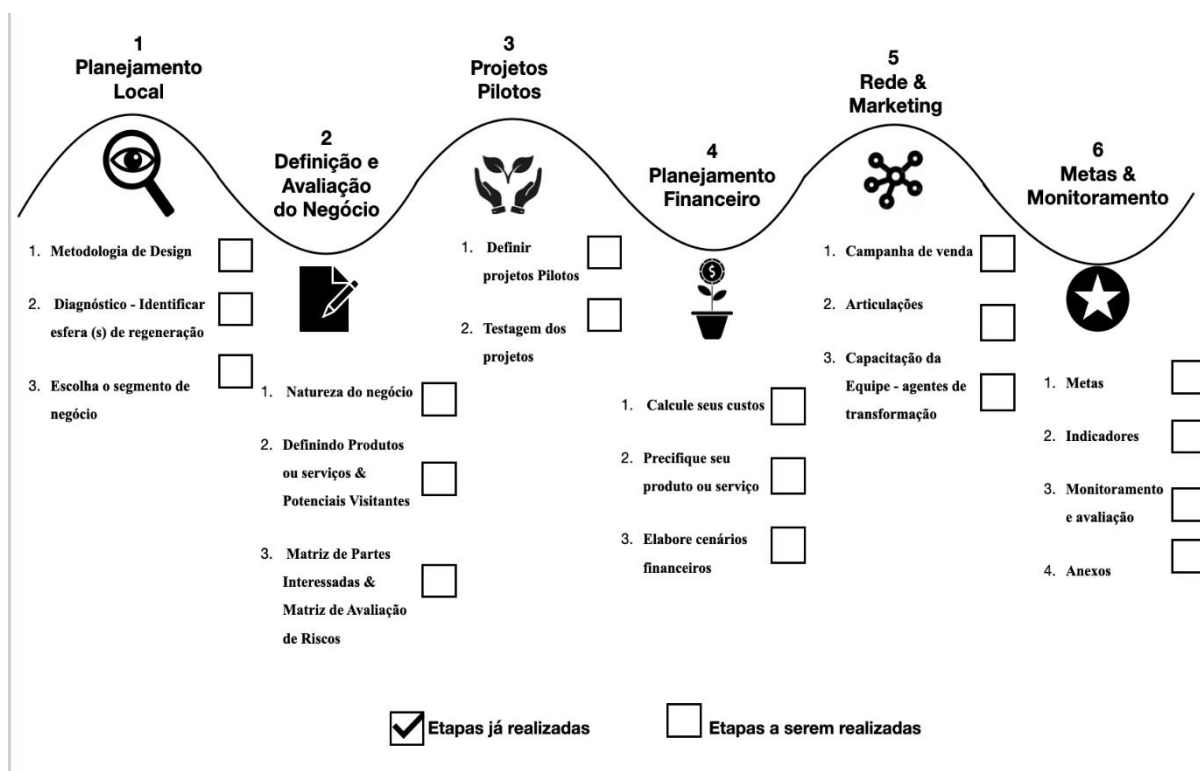 1
Planejamento
Local
1. Metodologia de Design
2. Diagnóstico - Identificar
esfera (s) de regeneração
3. Escolha o segmento de
negócio
2
Definição e
Avaliação
do Negócio
1. Natureza do negócio
2. Definindo Produtos
ou serviços &
Potenciais Visitantes
3. Matriz de Partes
Interessadas &
Matriz de Avaliação
de Riscos
3
Projetos
Pilotos
1. Definir
projetos Pilotos
2. Testagem dos
projetos
4
Planejamento
Financeiro
$
1. Calcule seus custos
2. Precifique seu
produto ou serviço
3. Elabore cenários
financeiros
5
Rede &
Marketing
1. Campanha de venda
2. Articulações
3. Capacitação da
Equipe - agentes de
transformação
6
Metas &
Monitoramento
1. Metas
2. Indicadores
3. Monitoramento
e avaliação
4. Anexos
Etapas já realizadas
Etapas a serem realizadas